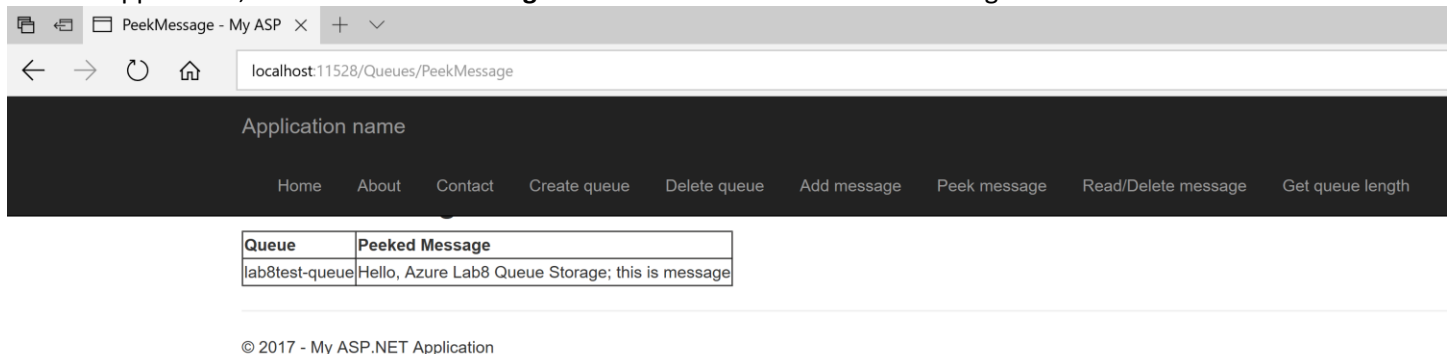 PeekMessage - My ASP
localhost:11528/Queues/PeekMessage
Application name
Home About Contact Create queue Delete queue Add message Peek message Read/Delete message Get queue length
Queue Peeked Message
lab8test-queue Hello, Azure Lab8 Queue Storage; this is message
© 2017 - My ASP.NET Application